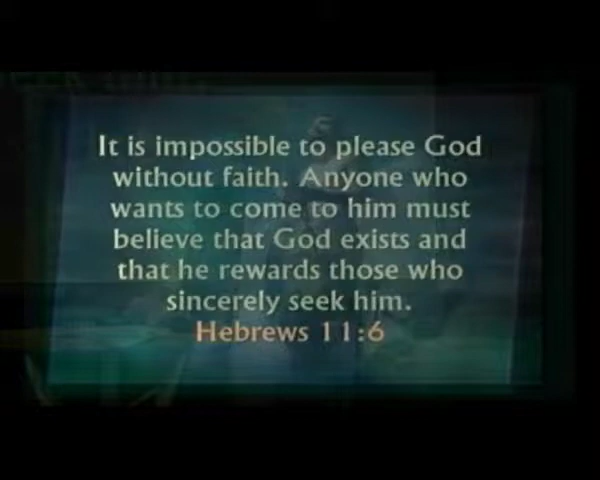 It is impossible to please God
without faith. Anyone who
wants to come to him must
believe that God exists and
that he rewards those who
sincerely seek him.
Hebrews 11:6